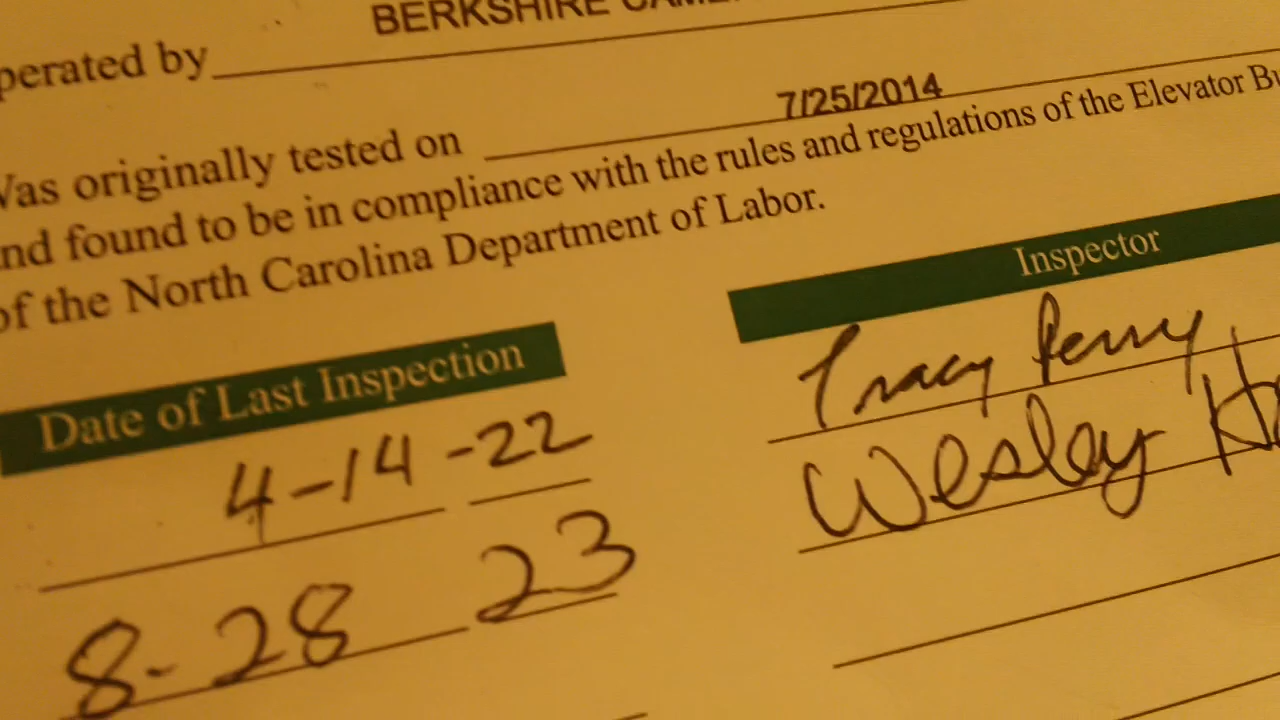 BERKSHIRE
perated by
7/25/2014
Was originally tested on
nd found to be in compliance with the rules and regulations of the Elevator
of the North Carolina Department of Labor.
Inspector
Date of Last Inspection
Tracy Perry
4-14-22
Wesley
8-28 23